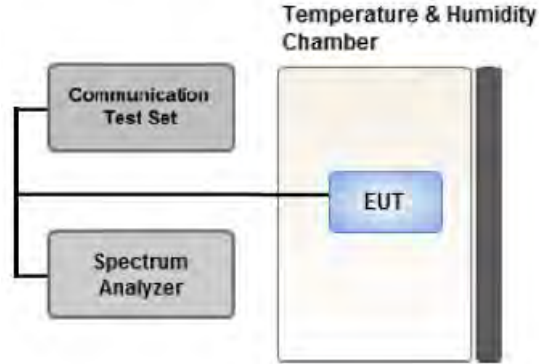 Temperature & Humidity
Chamber
Communication
Test Set
EUT
Spectrum
Analyzer